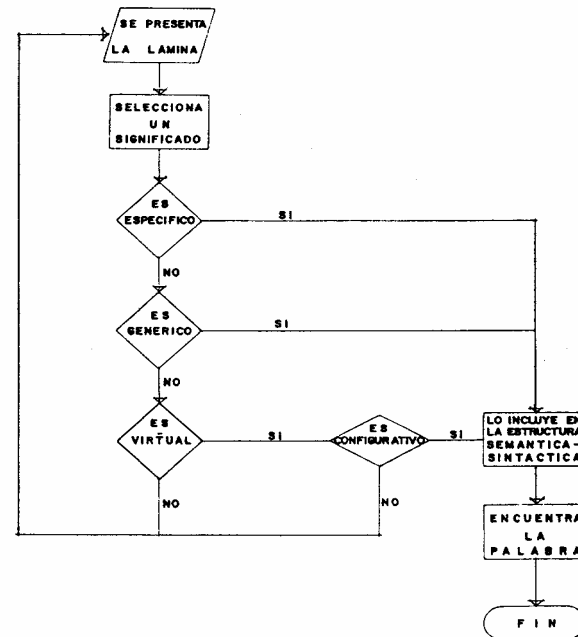 SE PRESENTA
LA LAMINA
SELECCIONA
UN
SIGNIFICADO
ES
ESPECIFICO
SI
NO
ES
GENERICO
SI
NO
ES
VIRTUAL
SI
ES
CONFIGURATIVO
SI
LO INCLUYE EN
LA ESTRUCTURA
SEMANTICA-
SINTACTICA
NO
NO
ENCUENTRA
LA
PALABRA
FIN